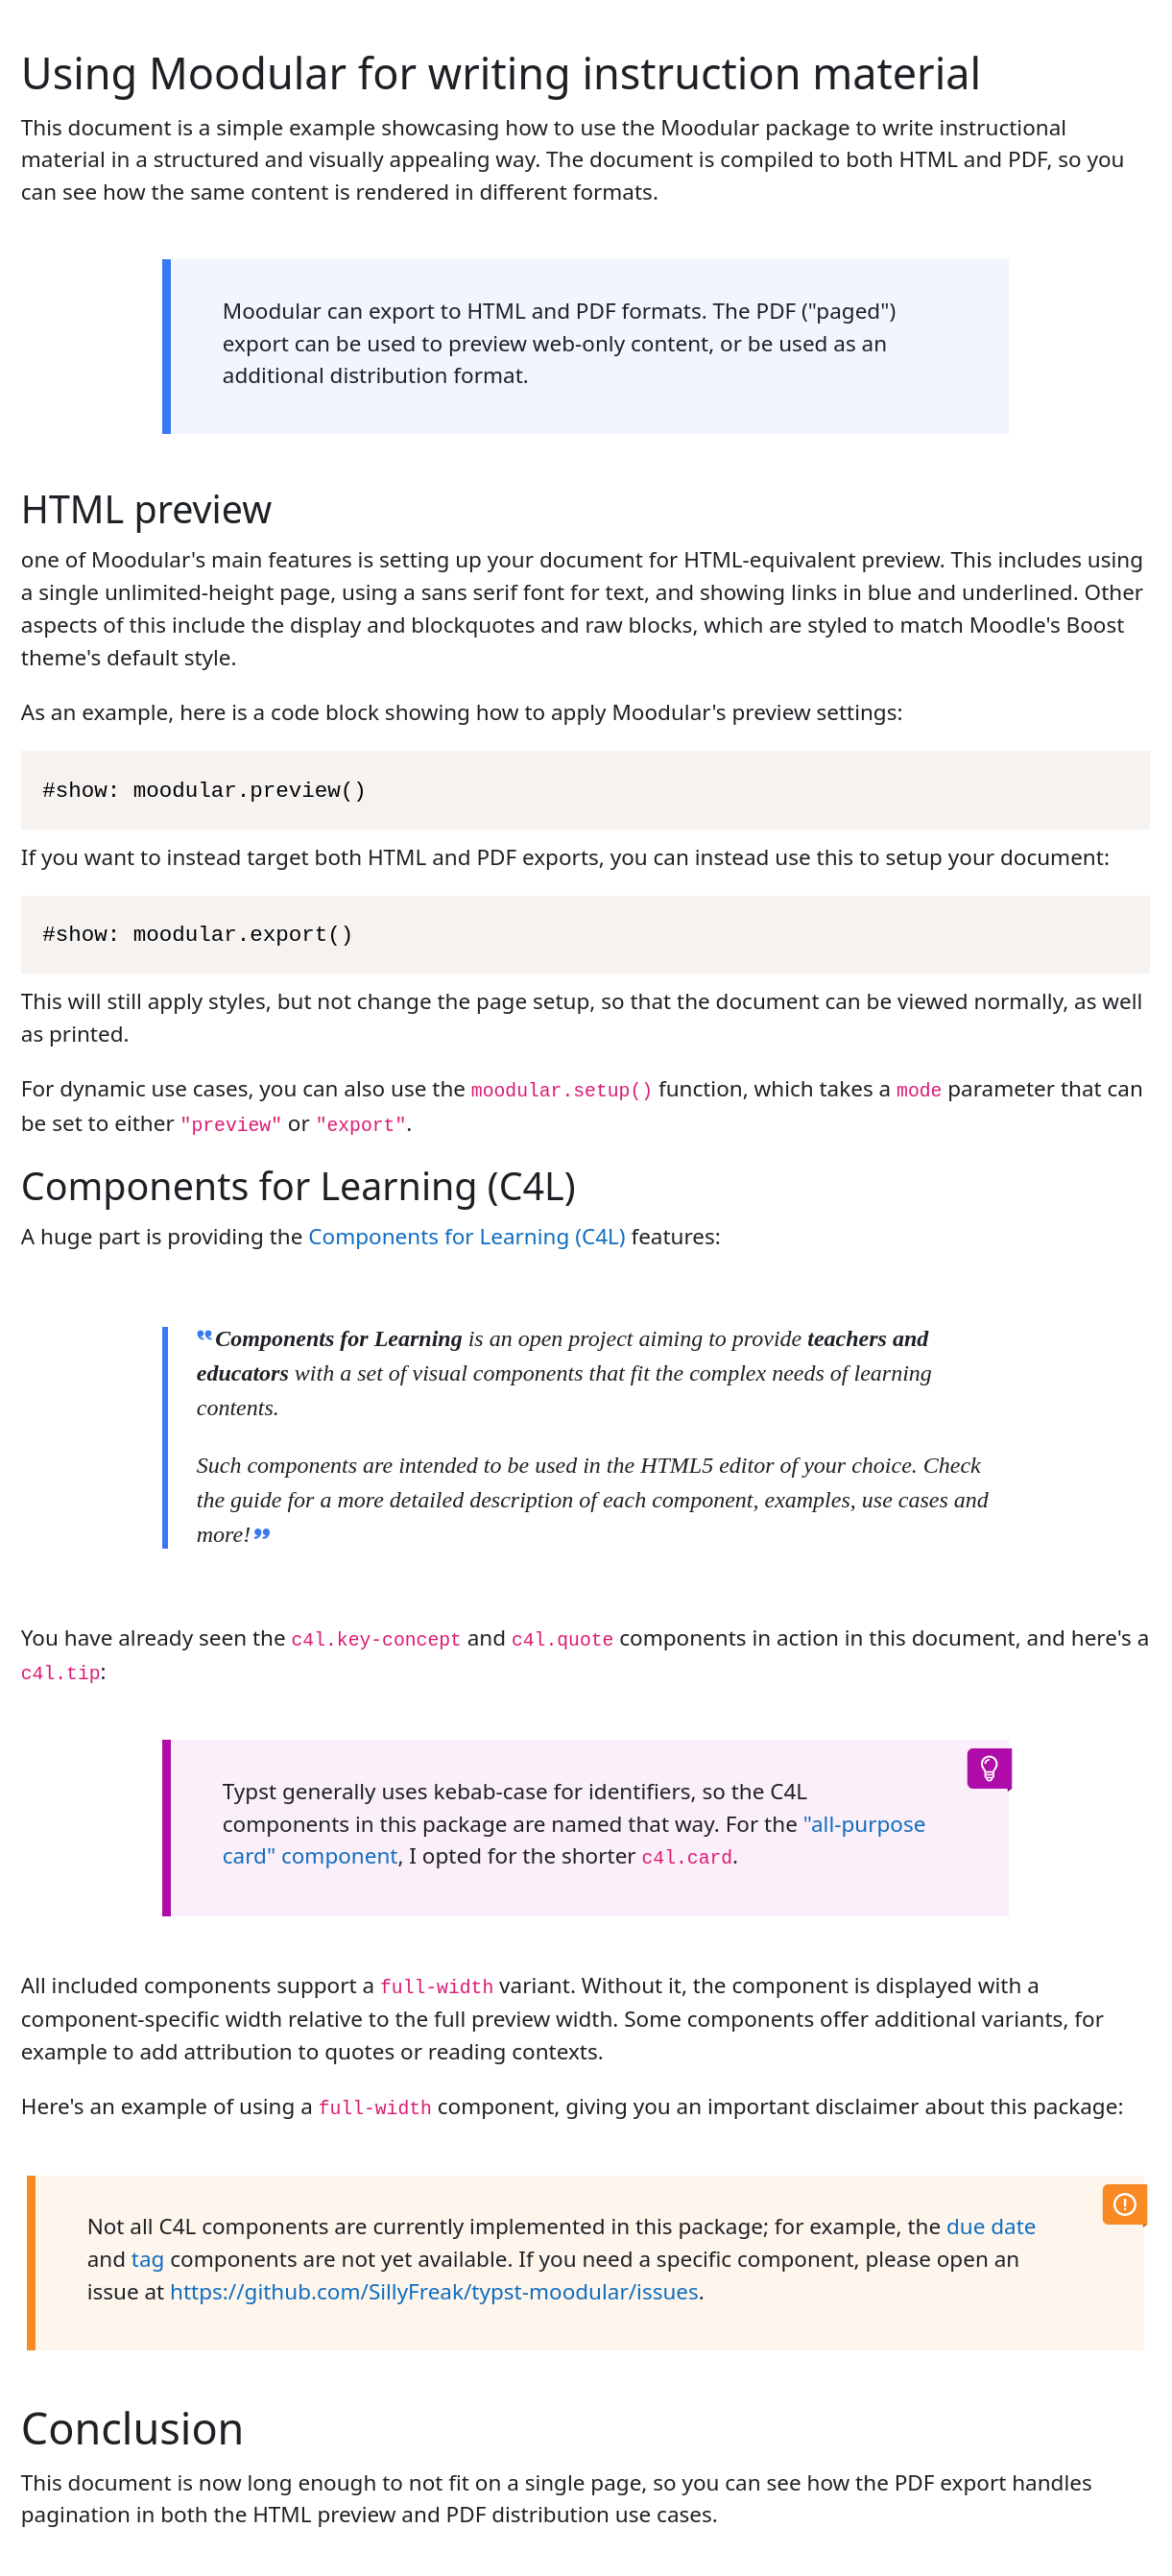 Using Moodular for writing instruction material
This document is a simple example showcasing how to use the Moodular package to write instructional
material in a structured and visually appealing way. The document is compiled to both HTML and PDF, so you
can see how the same content is rendered in different formats.
Moodular can export to HTML and PDF formats. The PDF ("paged")
export can be used to preview web-only content, or be used as an
additional distribution format.
HTML preview
one of Moodular's main features is setting up your document for HTML-equivalent preview. This includes using
a single unlimited-height page, using a sans serif font for text, and showing links in blue and underlined. Other
aspects of this include the display and blockquotes and raw blocks, which are styled to match Moodle's Boost
theme's default style.
As an example, here is a code block showing how to apply Moodular's preview settings:
#show: moodular.preview()
If you want to instead target both HTML and PDF exports, you can instead use this to setup your document:
#show: moodular.export()
This will still apply styles, but not change the page setup, so that the document can be viewed normally, as well
as printed.
For dynamic use cases, you can also use the moodular.setup() function, which takes a mode parameter that can
be set to either "preview" or "export".
Components for Learning (C4L)
A huge part is providing the Components for Learning (C4L) features:
❝Components for Learning is an open project aiming to provide teachers and
educators with a set of visual components that fit the complex needs of learning
contents.
Such components are intended to be used in the HTML5 editor of your choice. Check
the guide for a more detailed description of each component, examples, use cases and
more!❞
You have already seen the c4l.key-concept and c4l.quote components in action in this document, and here's a
c4l.tip:
Typst generally uses kebab-case for identifiers, so the C4L
components in this package are named that way. For the "all-purpose
card" component, I opted for the shorter c4l.card.
All included components support a full-width variant. Without it, the component is displayed with a
component-specific width relative to the full preview width. Some components offer additional variants, for
example to add attribution to quotes or reading contexts.
Here's an example of using a full-width component, giving you an important disclaimer about this package:
Not all C4L components are currently implemented in this package; for example, the due date
and tag components are not yet available. If you need a specific component, please open an
issue at https://github.com/SillyFreak/typst-moodular/issues.
Conclusion
This document is now long enough to not fit on a single page, so you can see how the PDF export handles
pagination in both the HTML preview and PDF distribution use cases.